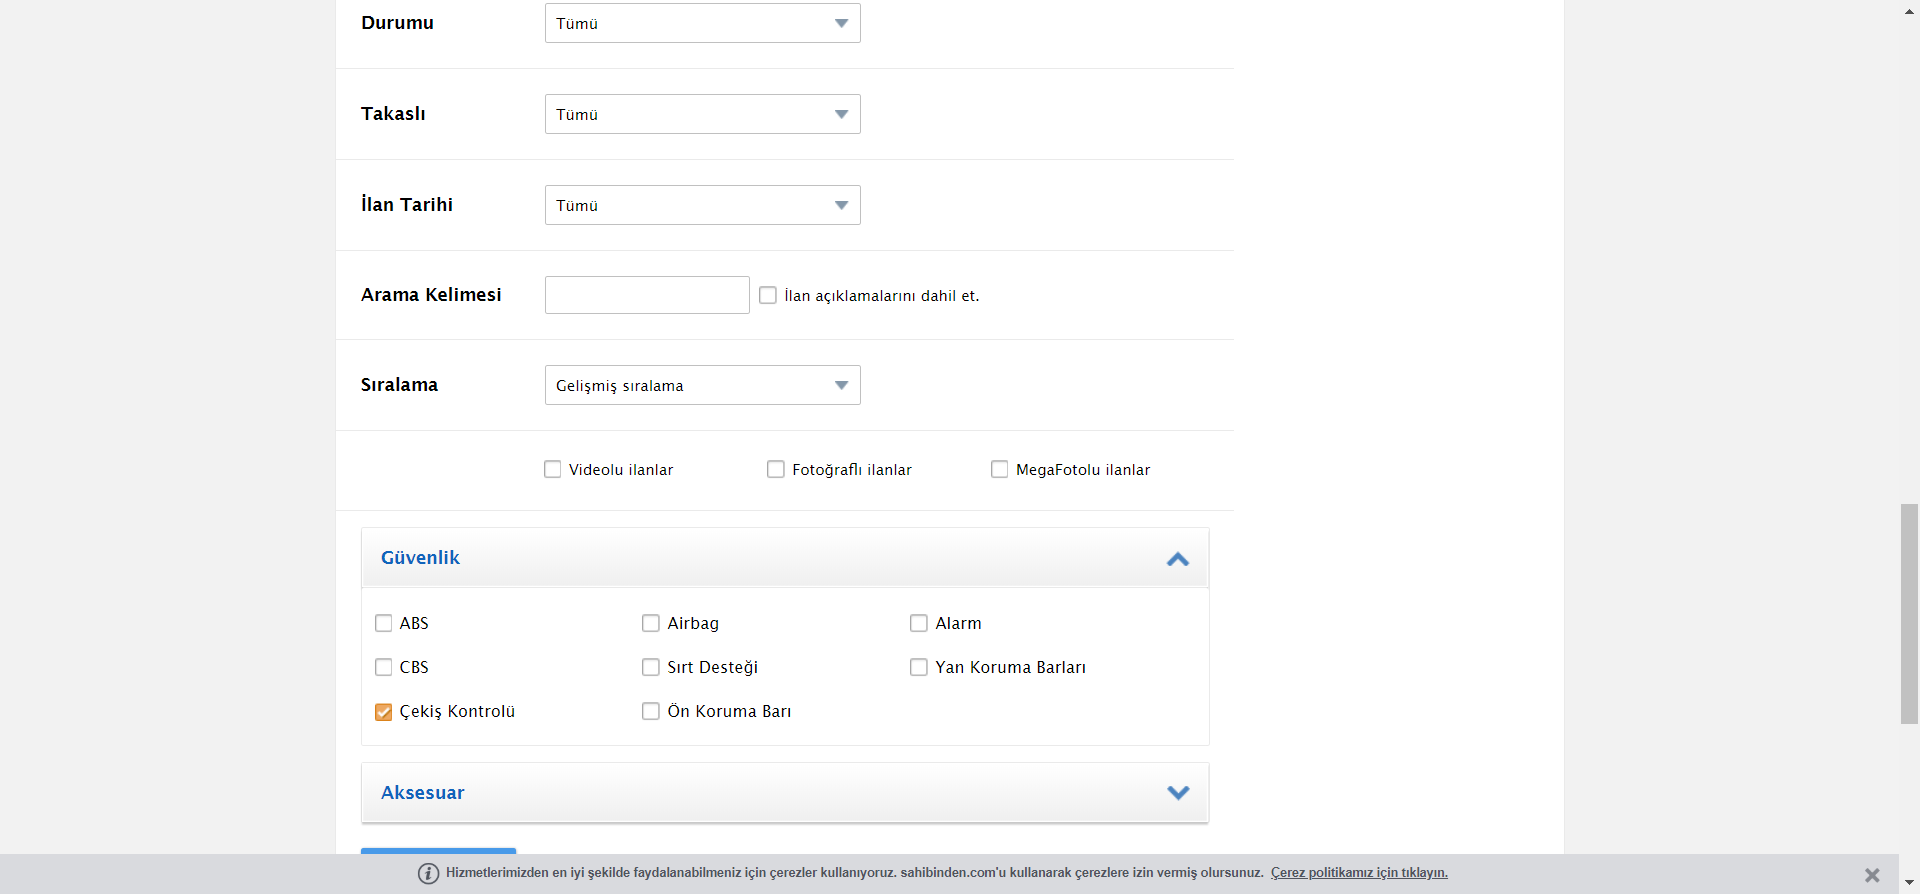 Durumu Tümü
Takaslı Tümü
İlan Tarihi Tümü
Arama Kelimesi İlan açıklamalarını dahil et.
Sıralama Gelişmiş sıralama
Videolu ilanlar Fotoğraflı ilanlar MegaFotolu ilanlar
Güvenlik
ABS Airbag Alarm
CBS Sırt Desteği Yan Koruma Barları
Çekiş Kontrolü Ön Koruma Barı
Aksesuar
Hizmetlerimizden en iyi şekilde faydalanabilmeniz için çerezler kullanıyoruz. sahibinden.com'u kullanarak çerezlere izin vermiş olursunuz. Çerez politikamız için tıklayın.